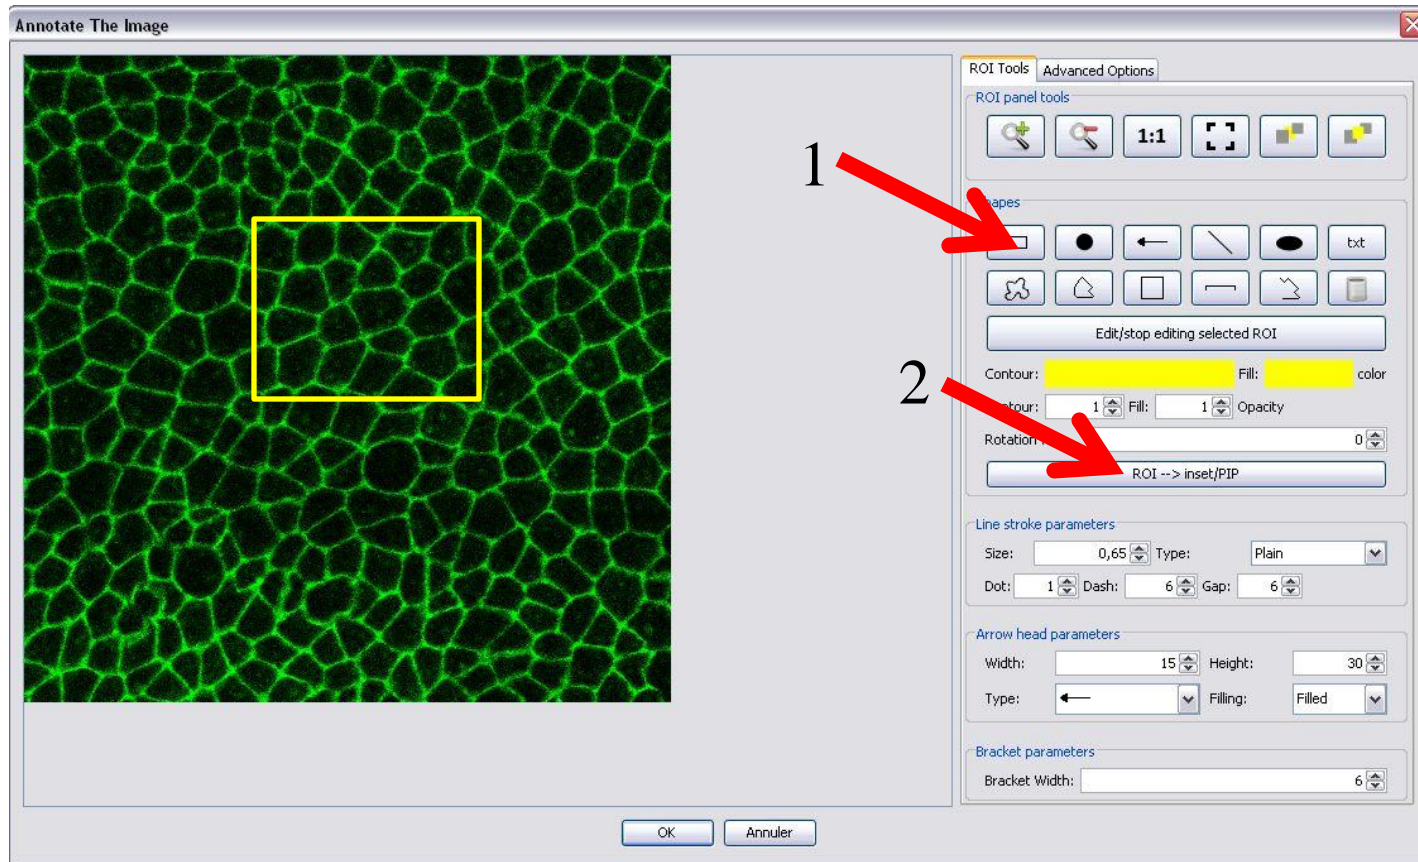 Annotate The Image
ROI Tools Advanced Options
ROI panel tools
1:1
1
txt
Edit/stop editing selected ROI
Contour: Fill: color
2
1 Fill: 1 Opacity
Rotation 0
ROI --> inset/PIP
Line stroke parameters
Size: 0,65 Type: Plain
Dot: 1 Dash: 6 Gap: 6
Arrow head parameters
Width: 15 Height: 30
Type: Filling: Filled
Bracket parameters
Bracket Width: 6
OK Annuler